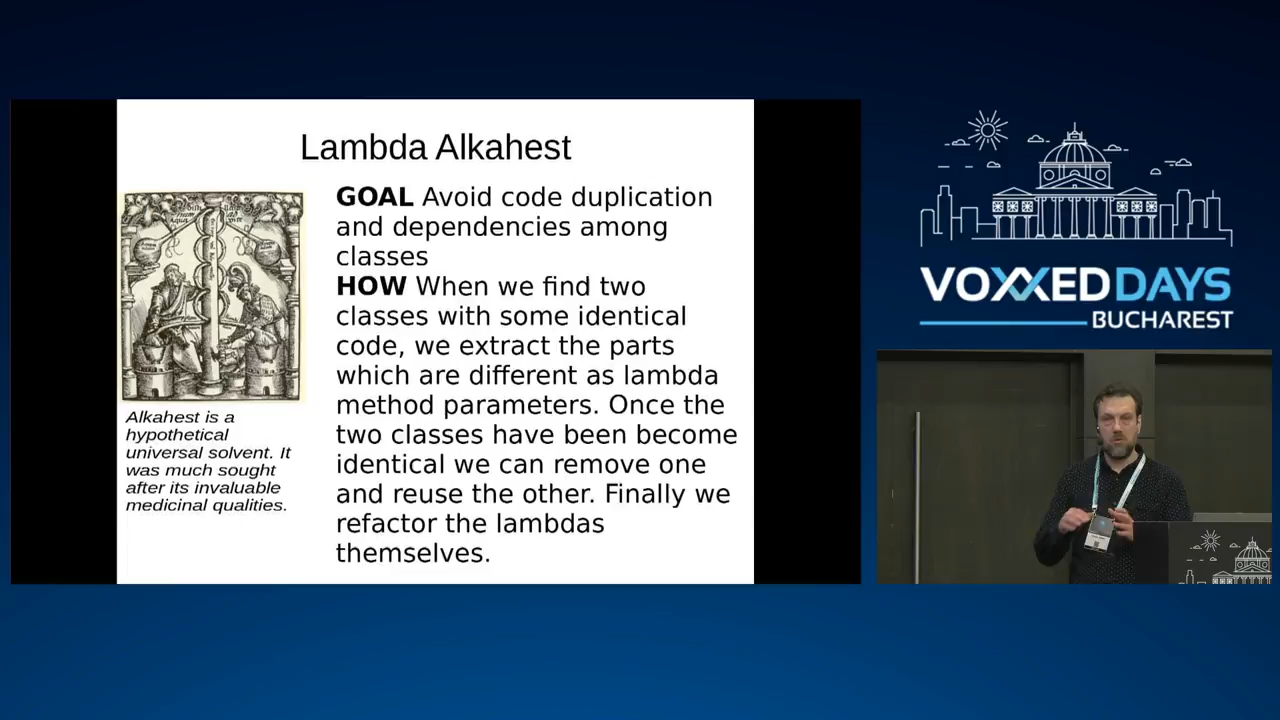 Lambda Alkahest
GOAL Avoid code duplication
and dependencies among
classes
HOW When we find two
classes with some identical
code, we extract the parts
which are different as lambda
method parameters. Once the
two classes have been become
identical we can remove one
and reuse the other. Finally we
refactor the lambdas
themselves.
Alkahest is a
hypothetical
universal solvent. It
was much sought
after its invaluable
medicinal qualities.
VOXXED DAYS
BUCHAREST